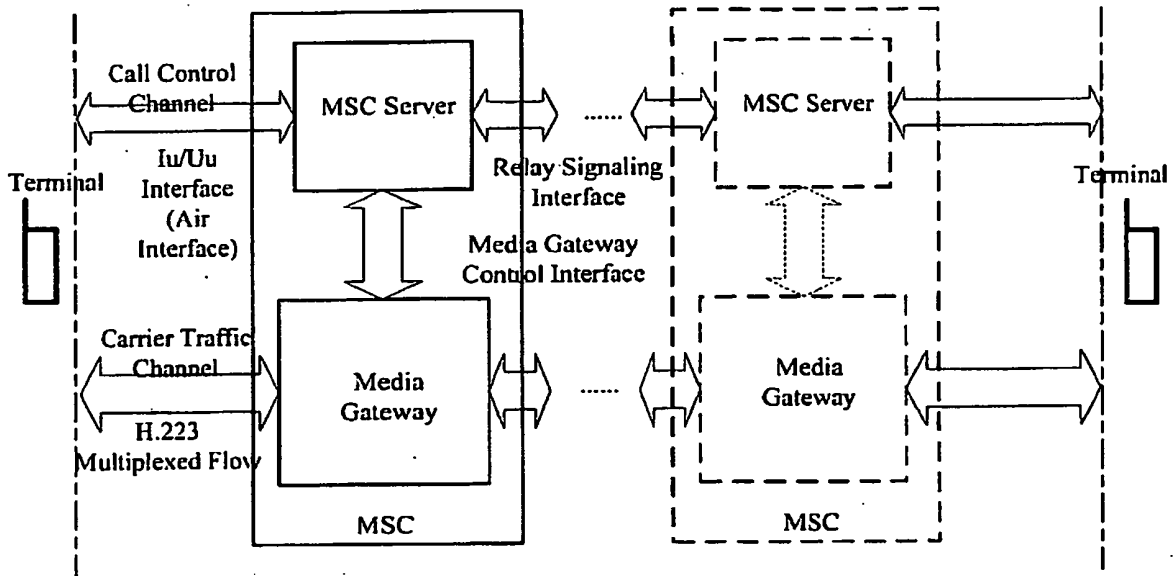 Call Control
Channel
MSC Server
......
MSC Server
Iu/Uu
Interface
(Air
Interface)
Terminal
Relay Signaling
Interface
Terminal
Media Gateway
Control Interface
Carrier Traffic
Channel
Media
Gateway
......
Media
Gateway
H.223
Multiplexed Flow
MSC
MSC